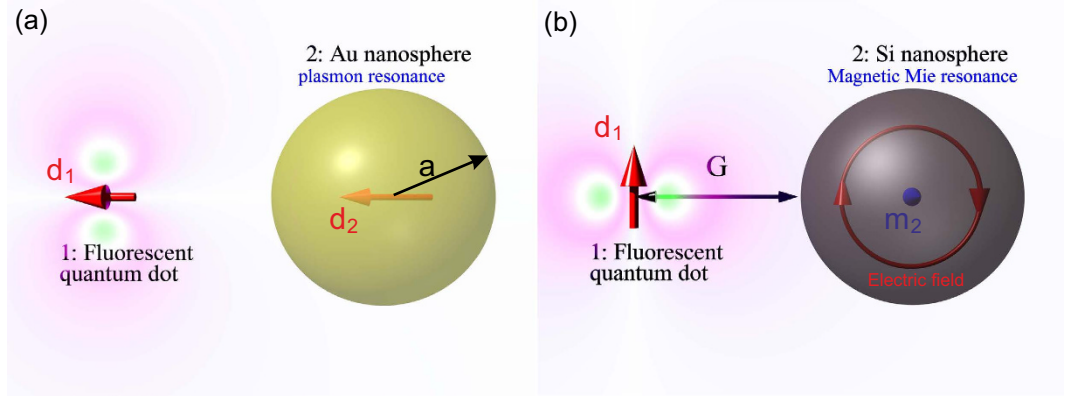 (a)
2: Au nanosphere
plasmon resonance
d1
a
d2
1: Fluorescent
quantum dot
(b)
2: Si nanosphere
Magnetic Mie resonance
d1
G
m2
1: Fluorescent
quantum dot
Electric field